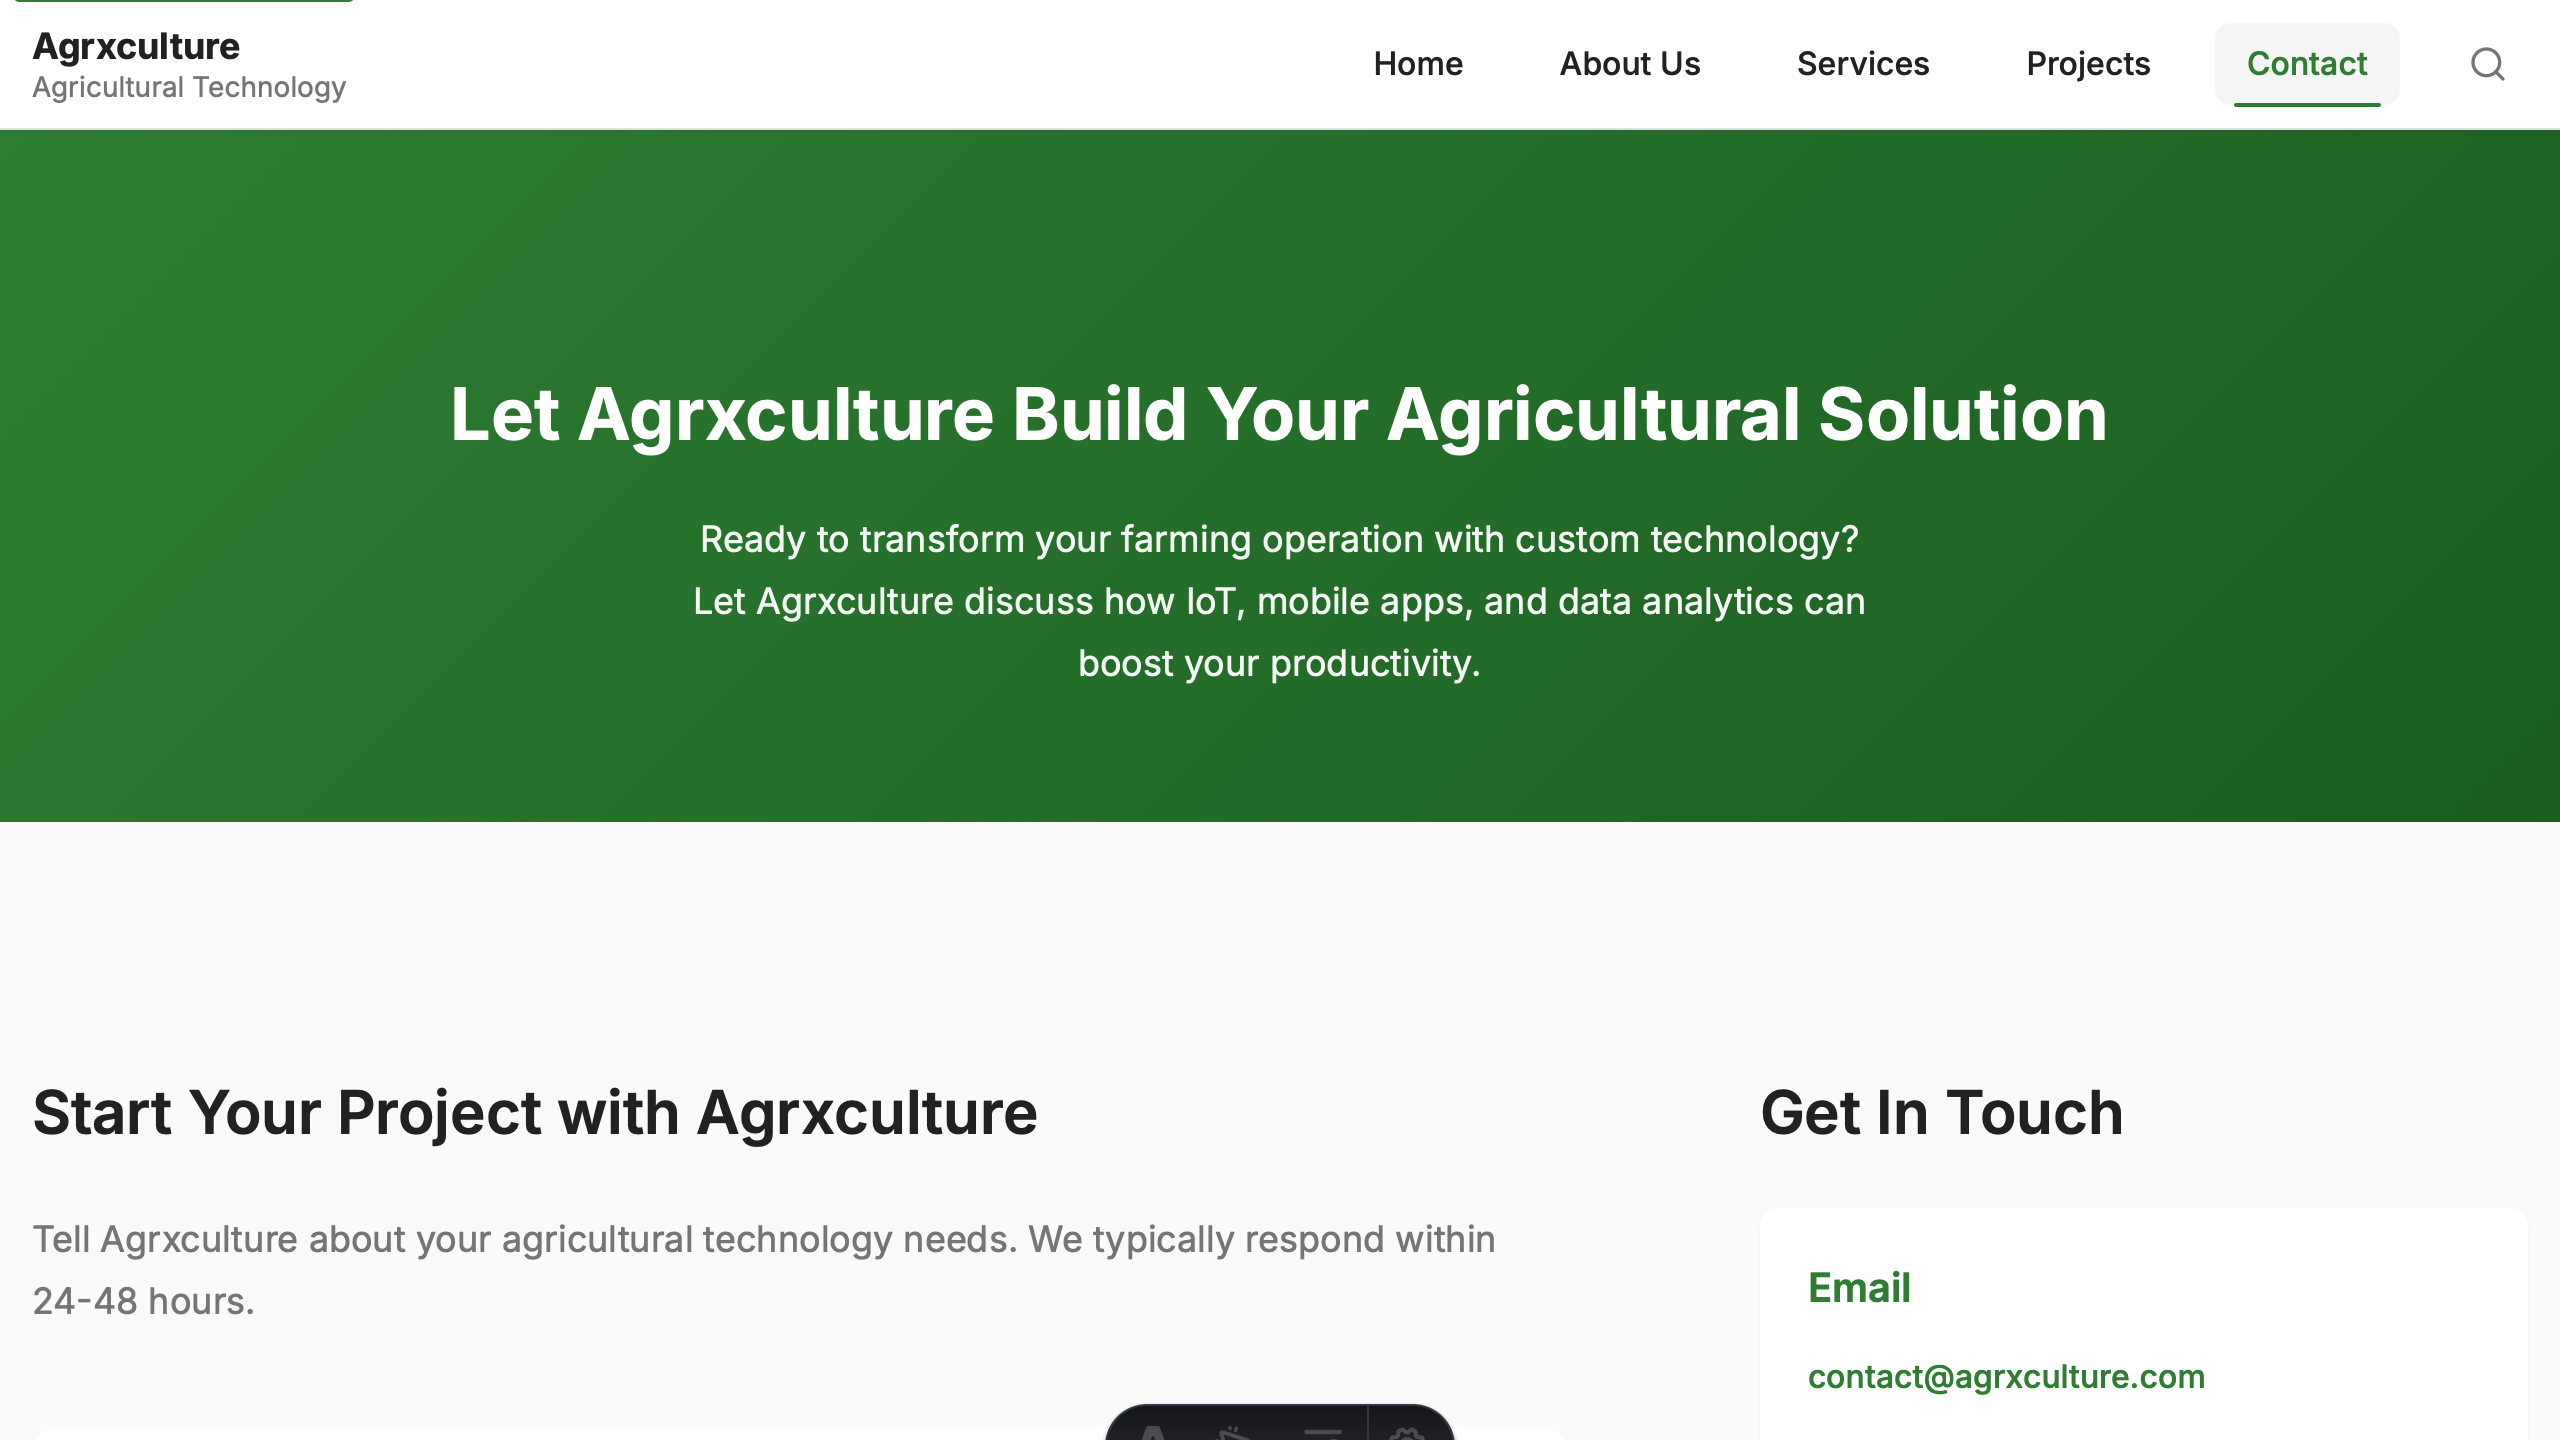 Agrxculture
Agricultural Technology
Home
About Us
Services
Projects
Contact
Let Agrxculture Build Your Agricultural Solution
Ready to transform your farming operation with custom technology?
Let Agrxculture discuss how IoT, mobile apps, and data analytics can
boost your productivity.
Start Your Project with Agrxculture
Tell Agrxculture about your agricultural technology needs. We typically respond within
24-48 hours.
Get In Touch
Email
contact@agrxculture.com